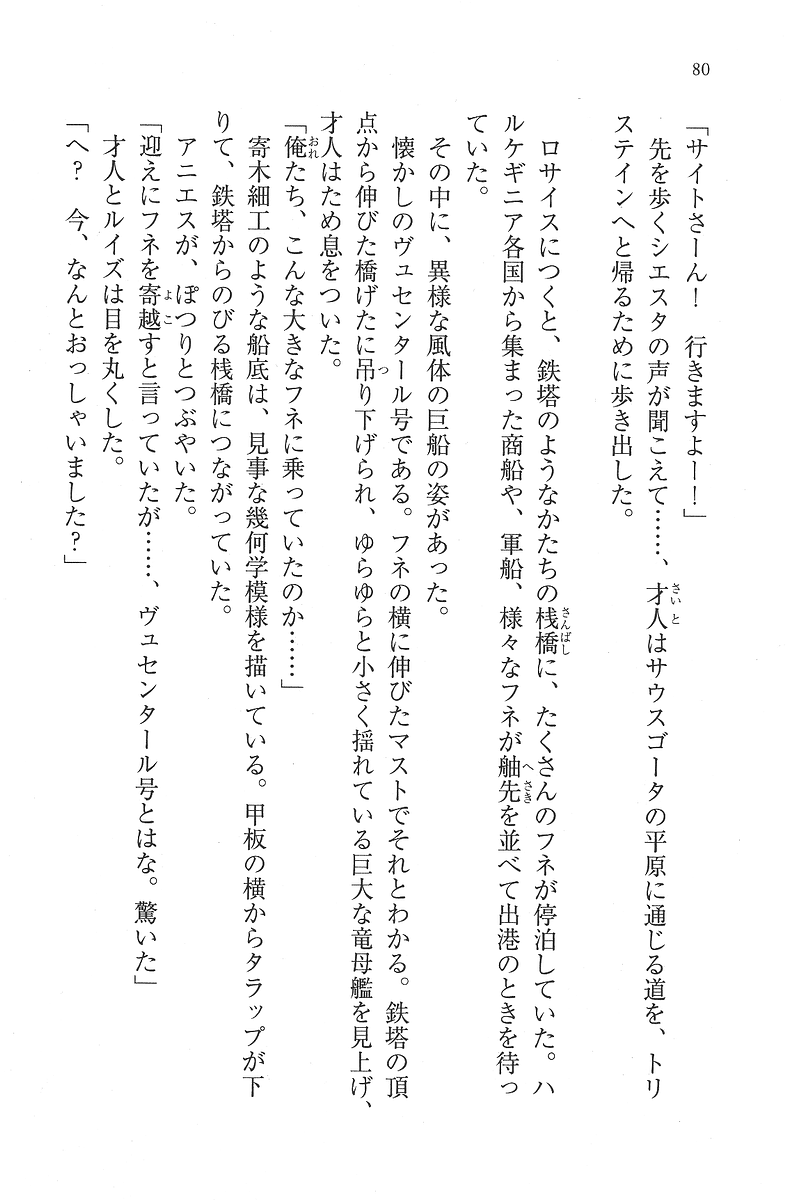 80
「サイトさーん！　行きますよー！」
　先を歩くシエスタの声が聞こえて……、才人はサウスゴータの平原に通じる道を、トリ
ステインへと帰るために歩き出した。
　ロサイスにつくと、鉄塔のようなかたちの桟橋に、たくさんのフネが停泊していた。ハ
ルケギニア各国から集まった商船や、軍船、様々なフネが舳先を並べて出港のときを待っ
ていた。
　その中に、異様な風体の巨船の姿があった。
　懐かしのヴュセンタール号である。フネの横に伸びたマストでそれとわかる。鉄塔の頂
点から伸びた橋げたに吊り下げられ、ゆらゆらと小さく揺れている巨大な竜母艦を見上げ、
才人はため息をついた。
「俺たち、こんな大きなフネに乗っていたのか……」
　寄木細工のような船底は、見事な幾何学模様を描いている。甲板の横からタラップが下
りて、鉄塔からのびる桟橋につながっていた。
　アニエスが、ぽつりとつぶやいた。
「迎えにフネを寄越すと言っていたが……、ヴュセンタール号とはな。驚いた」
　才人とルイズは目を丸くした。
「へ？　今、なんとおっしゃいました？」